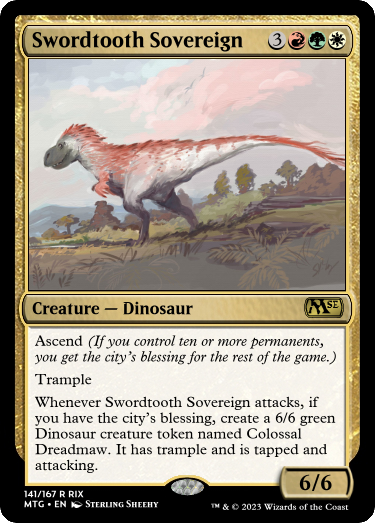 Swordtooth Sovereign 3
Creature — Dinosaur
Ascend (If you control ten or more permanents,
you get the city's blessing for the rest of the game.)
Trample
Whenever Swordtooth Sovereign attacks, if
you have the city's blessing, create a 6/6 green
Dinosaur creature token named Colossal
Dreadmaw. It has trample and is tapped and
attacking.
6/6
141/167 R RIX
MTG • EN Sterling Sheehy
™ & © 2023 Wizards of the Coast